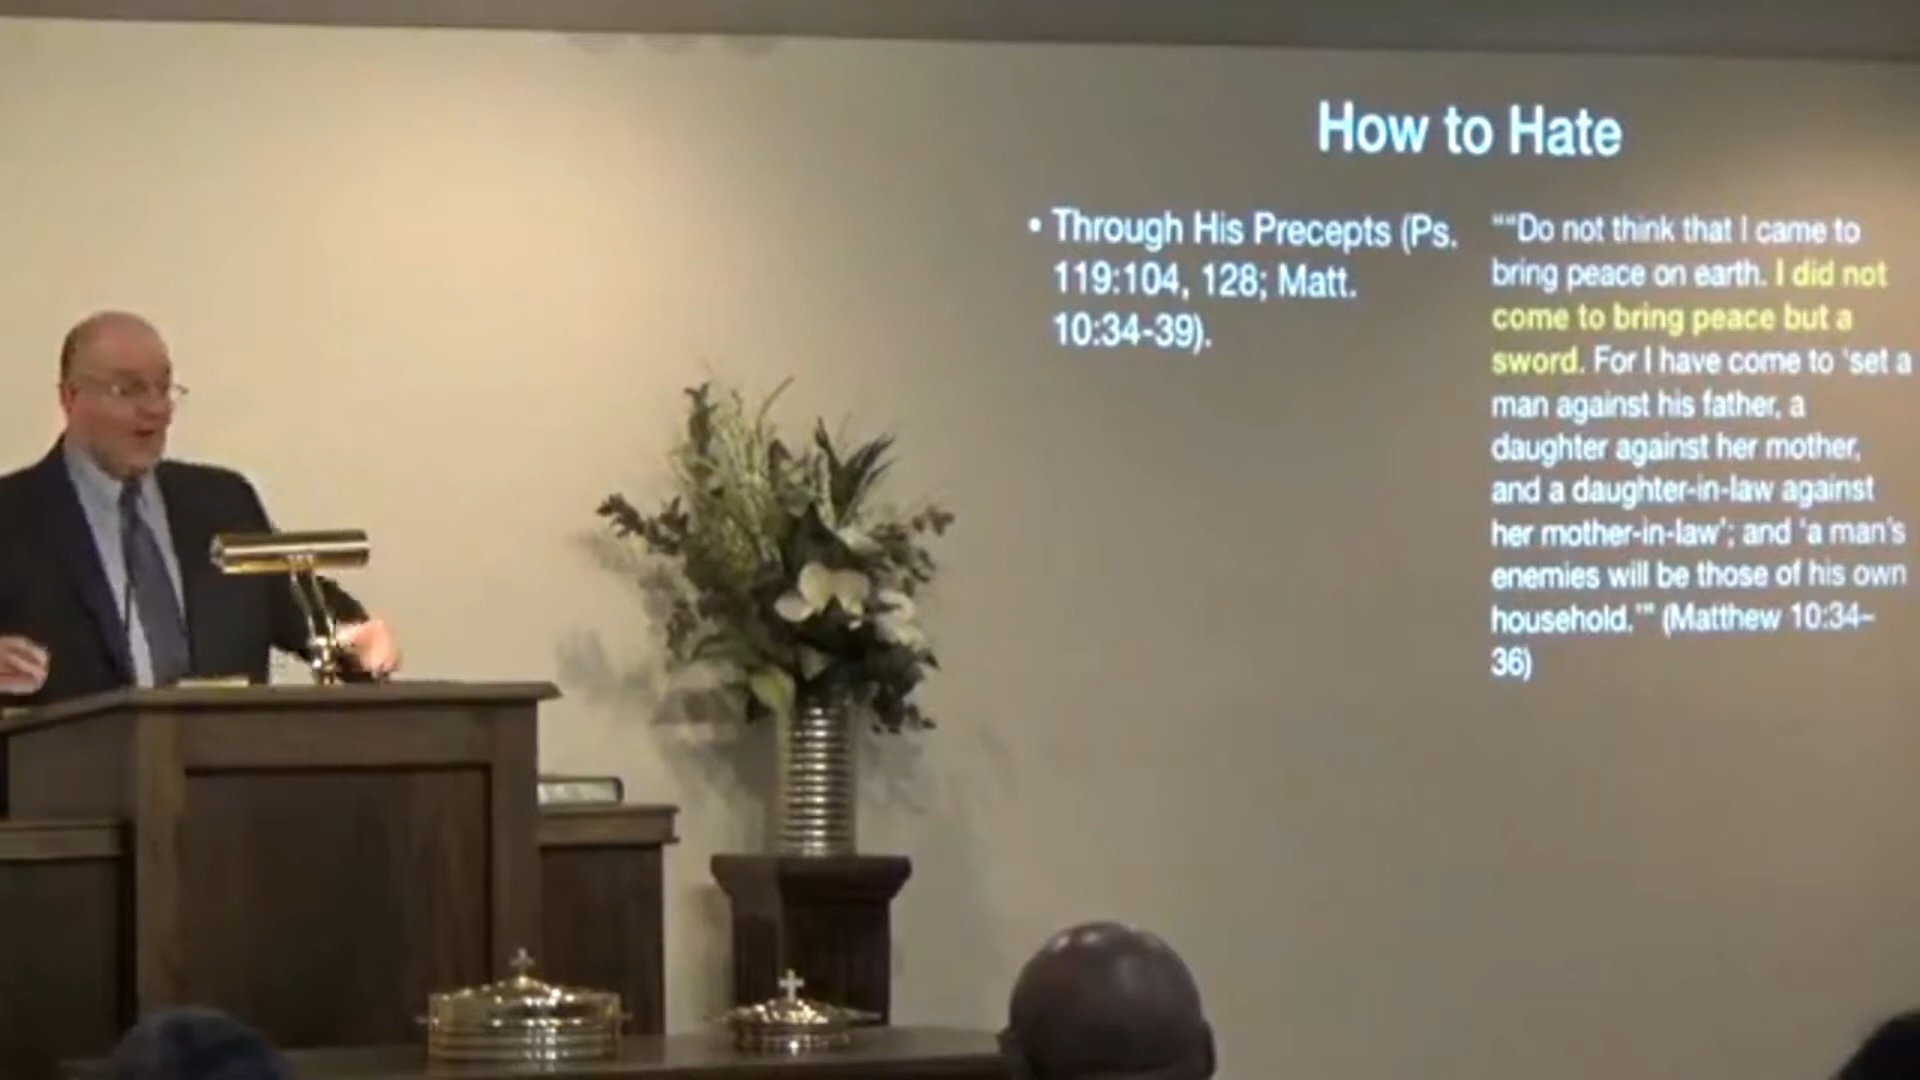 How to Hate
• Through His Precepts (Ps.
119:104, 128; Matt.
10:34-39).
““Do not think that I came to
bring peace on earth. I did not
come to bring peace but a
sword. For I have come to ‘set a
man against his father, a
daughter against her mother,
and a daughter-in-law against
her mother-in-law’; and ‘a man’s
enemies will be those of his own
household.’” (Matthew 10:34–
36)